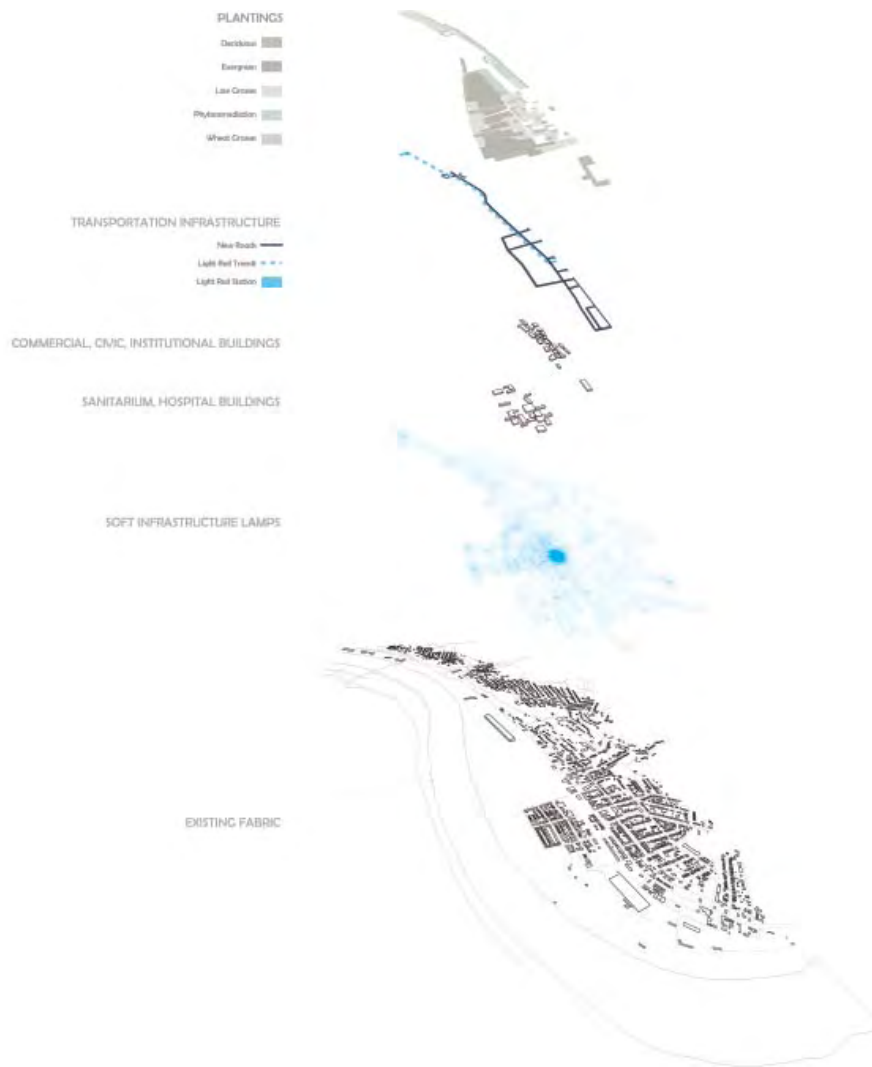 PLANTINGS
Deciduous
Evergreen
Low Grasses
Phytoremediation
Wheat Grasses
TRANSPORTATION INFRASTRUCTURE
New Roads
Light Rail Transit
Light Rail Station
COMMERCIAL, CIVIC, INSTITUTIONAL BUILDINGS
SANITARIUM, HOSPITAL BUILDINGS
SOFT INFRASTRUCTURE LAMPS
EXISTING FABRIC